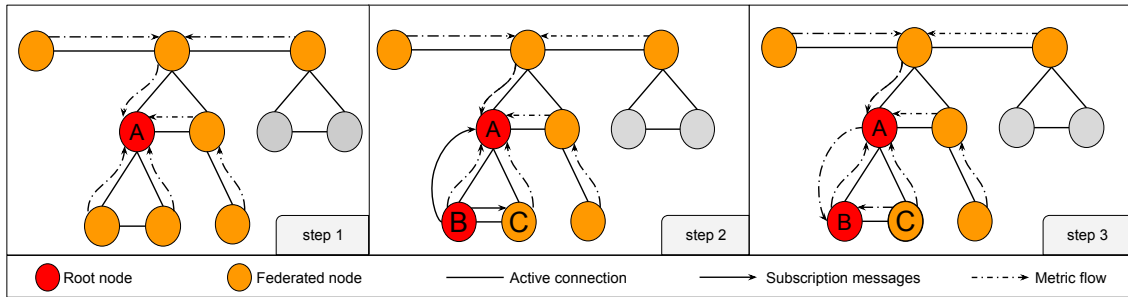 A
step 1
A
B
C
step 2
A
B
C
step 3
Root node
Federated node
Active connection
Subscription messages
Metric flow